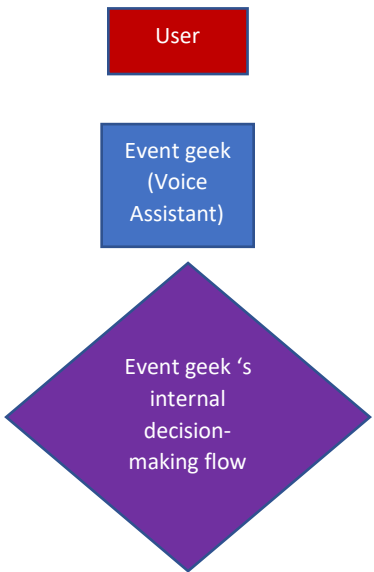 User
Event geek
(Voice
Assistant)
Event geek ‘s
internal
decision-
making flow